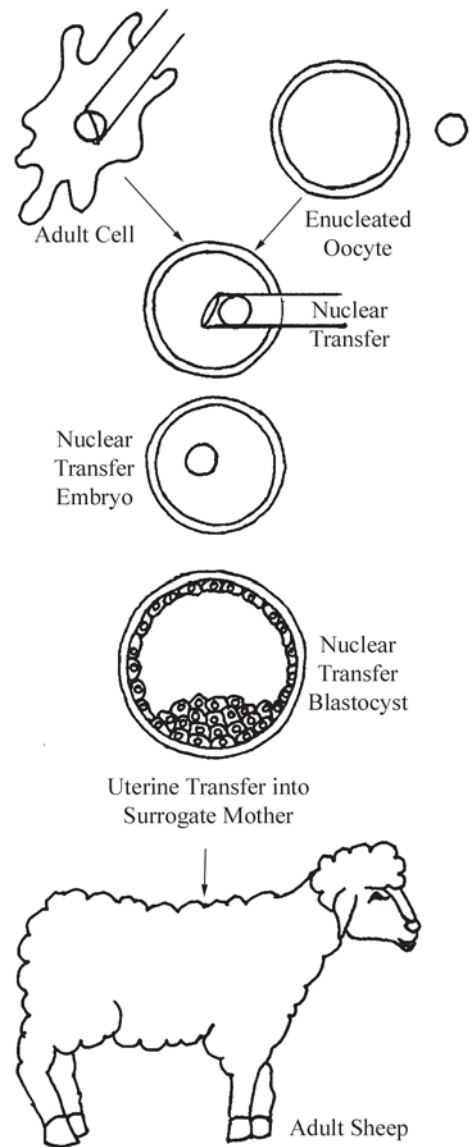 Adult Cell
Enucleated
Oocyte
Nuclear
Transfer
Nuclear
Transfer
Embryo
Nuclear
Transfer
Blastocyst
Uterine Transfer into
Surrogate Mother
Adult Sheep